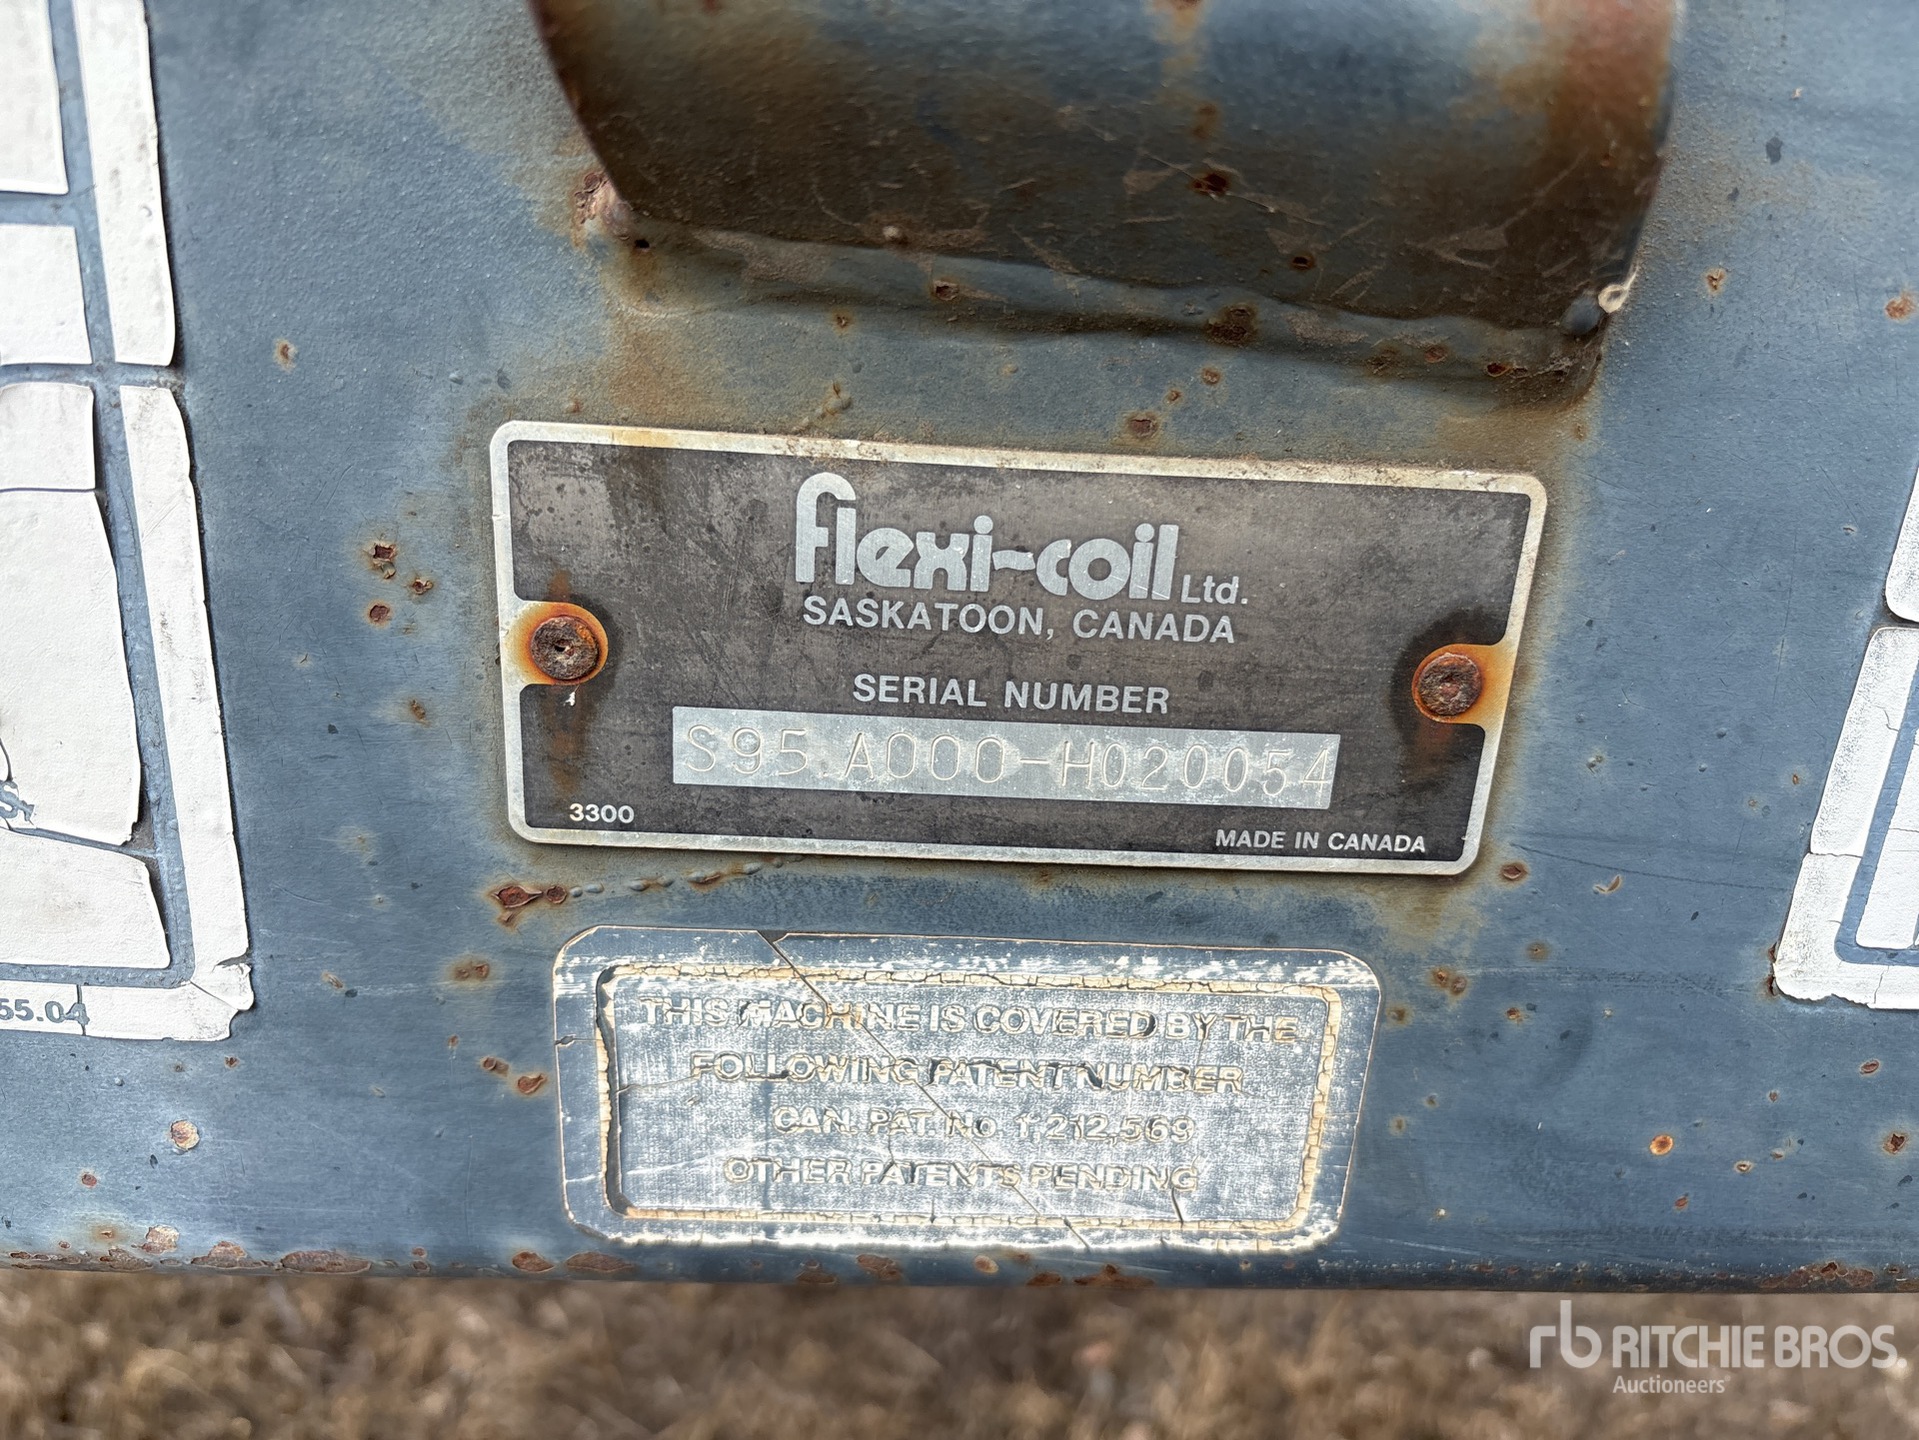 flexi-coil Ltd.
SASKATOON, CANADA
SERIAL NUMBER
S95 A000-H020054
3300
MADE IN CANADA
THIS MACHINE IS COVERED BY THE
FOLLOWING PATENT NUMBER
CAN. PAT. No. 1 212,569
OTHER PATENTS PENDING
S.
55.04
rb RITCHIE BROS.
Auctioneers